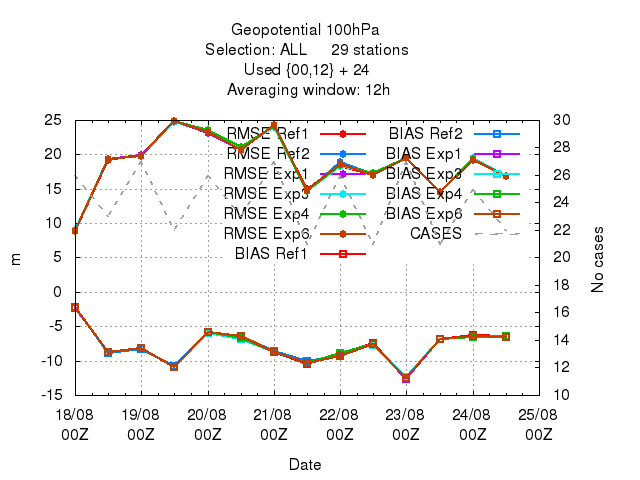 Geopotential 100hPa
Selection: ALL 29 stations
Used {00,12} + 24
Averaging window: 12h
25
20
15
10
5
0
-5
-10
-15
m
30
28
26
24
22
20
18
16
14
12
10
No cases
RMSE Ref1
RMSE Ref2
RMSE Exp1
RMSE Exp3
RMSE Exp4
RMSE Exp6
BIAS Ref1
BIAS Ref2
BIAS Exp1
BIAS Exp3
BIAS Exp4
BIAS Exp6
CASES
18/08 19/08 20/08 21/08 22/08 23/08 24/08 25/08
00Z 00Z 00Z 00Z 00Z 00Z 00Z 00Z
Date